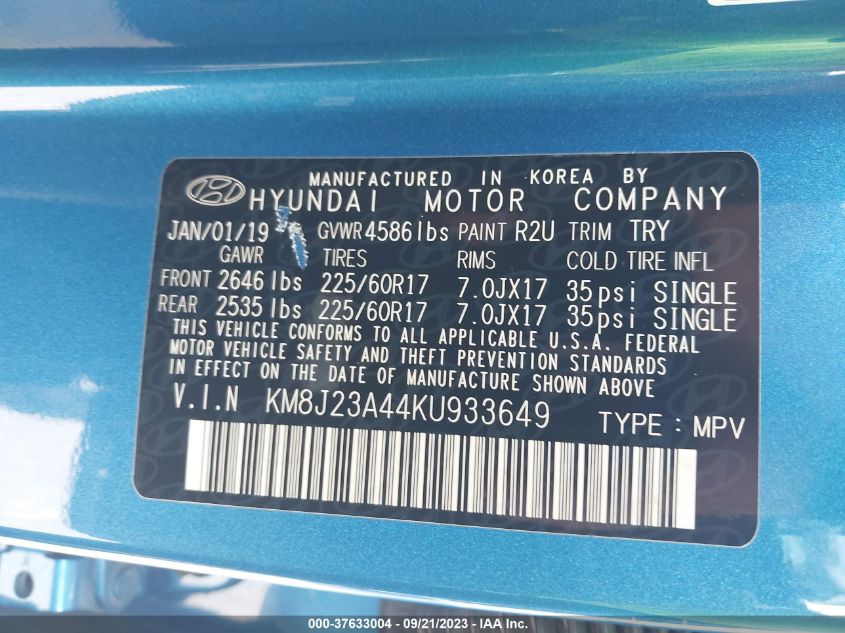 MANUFACTURED IN KOREA BY
HYUNDAI MOTOR COMPANY
JAN/01/19 GVWR 4586 lbs PAINT R2U TRIM TRY
GAWR TIRES RIMS COLD TIRE INFL
FRONT 2646 lbs 225/60R17 7.0JX17 35psi SINGLE
REAR 2535 lbs 225/60R17 7.0JX17 35psi SINGLE
THIS VEHICLE CONFORMS TO ALL APPLICABLE U.S.A. FEDERAL
MOTOR VEHICLE SAFETY AND THEFT PREVENTION STANDARDS
IN EFFECT ON THE DATE OF MANUFACTURE SHOWN ABOVE
V.I.N KM8J23A44KU933649 TYPE : MPV
000-37633004 - 09/21/2023 - IAA Inc.